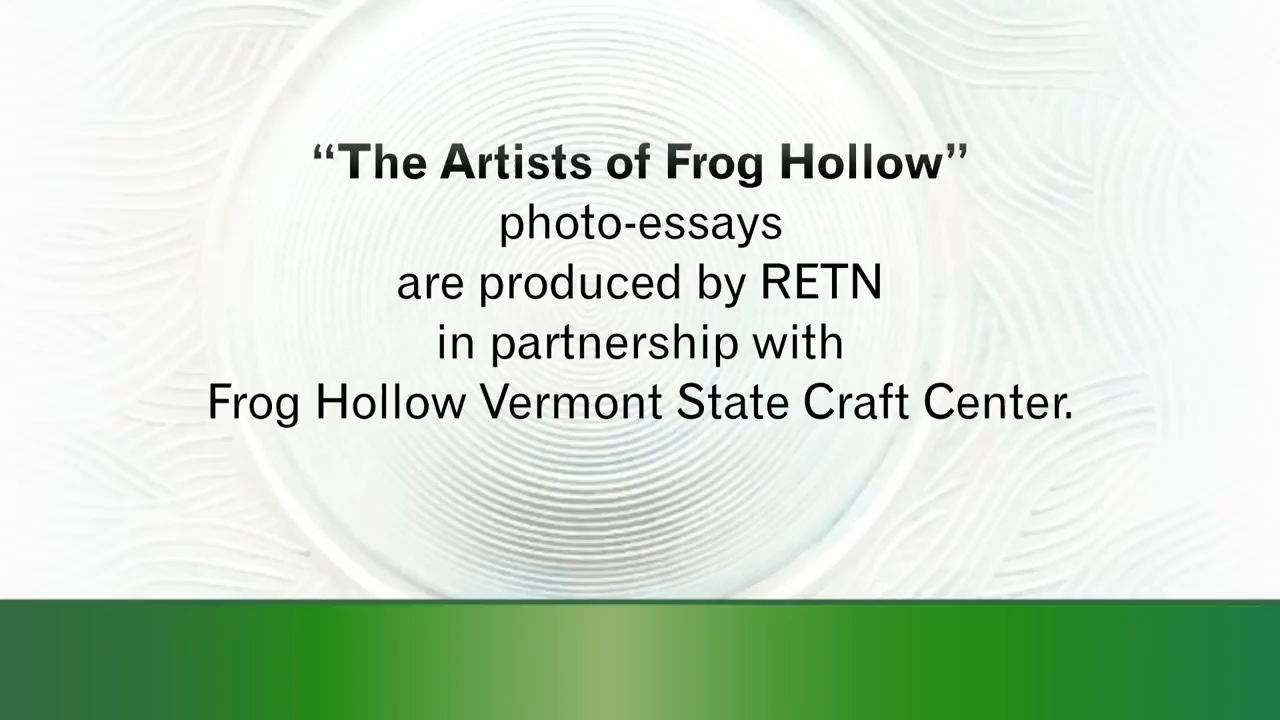 “The Artists of Frog Hollow”
photo-essays
are produced by RETN
in partnership with
Frog Hollow Vermont State Craft Center.